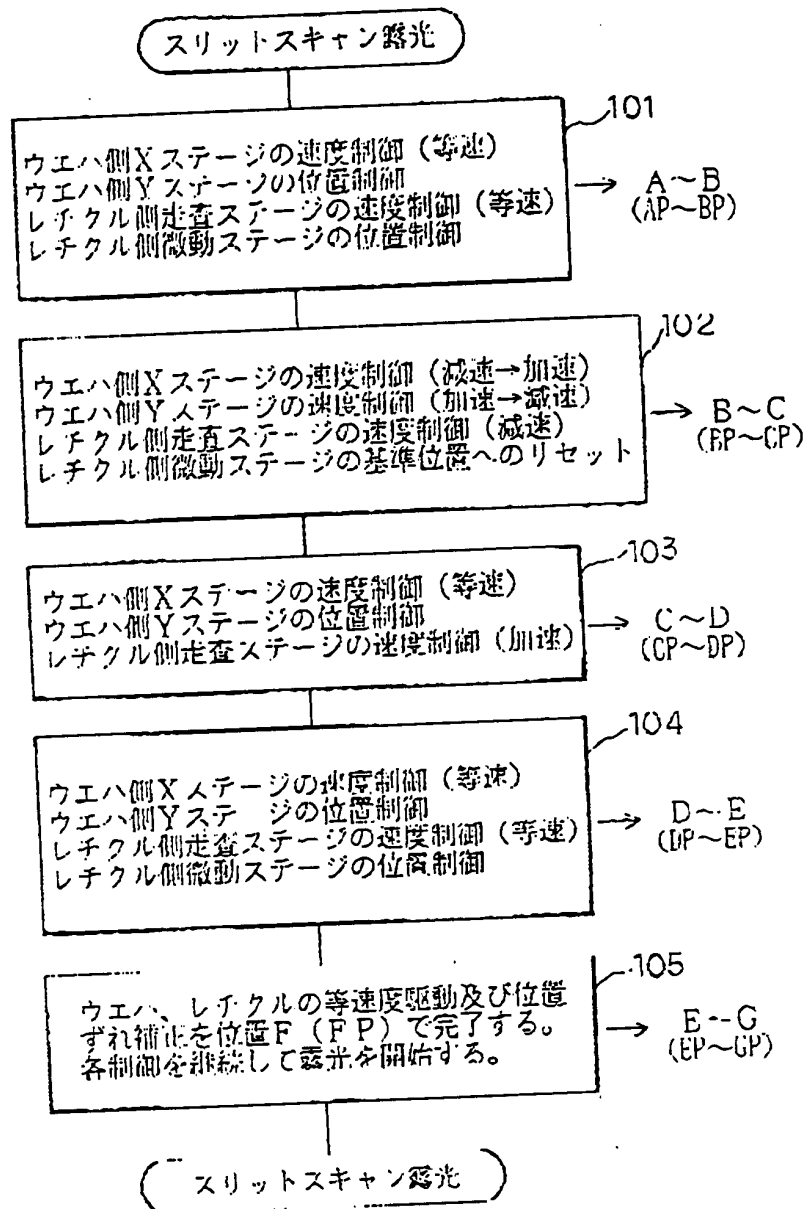 スリットスキャン露光
101
ウエハ側Xステージの速度制御（等速）
ウエハ側Yステージの位置制御
レチクル側走査ステージの速度制御（等速）
レチクル側微動ステージの位置制御
→ A～B
(AP～BP)
102
ウエハ側Xステージの速度制御（減速→加速）
ウエハ側Yステージの速度制御（加速→減速）
レチクル側走査ステージの速度制御（減速）
レチクル側微動ステージの基準位置へのリセット
→ B～C
(BP～CP)
103
ウエハ側Xステージの速度制御（等速）
ウエハ側Yステージの位置制御
レチクル側走査ステージの速度制御（加速）
→ C～D
(CP～DP)
104
ウエハ側Xステージの速度制御（等速）
ウエハ側Yステージの位置制御
レチクル側走査ステージの速度制御（等速）
レチクル側微動ステージの位置制御
→ D～E
(DP～EP)
105
ウエハ、レチクルの等速度駆動及び位置
ずれ補正を位置F（FP）で完了する。
各制御を継続して露光を開始する。
→ E～G
(EP～GP)
スリットスキャン露光